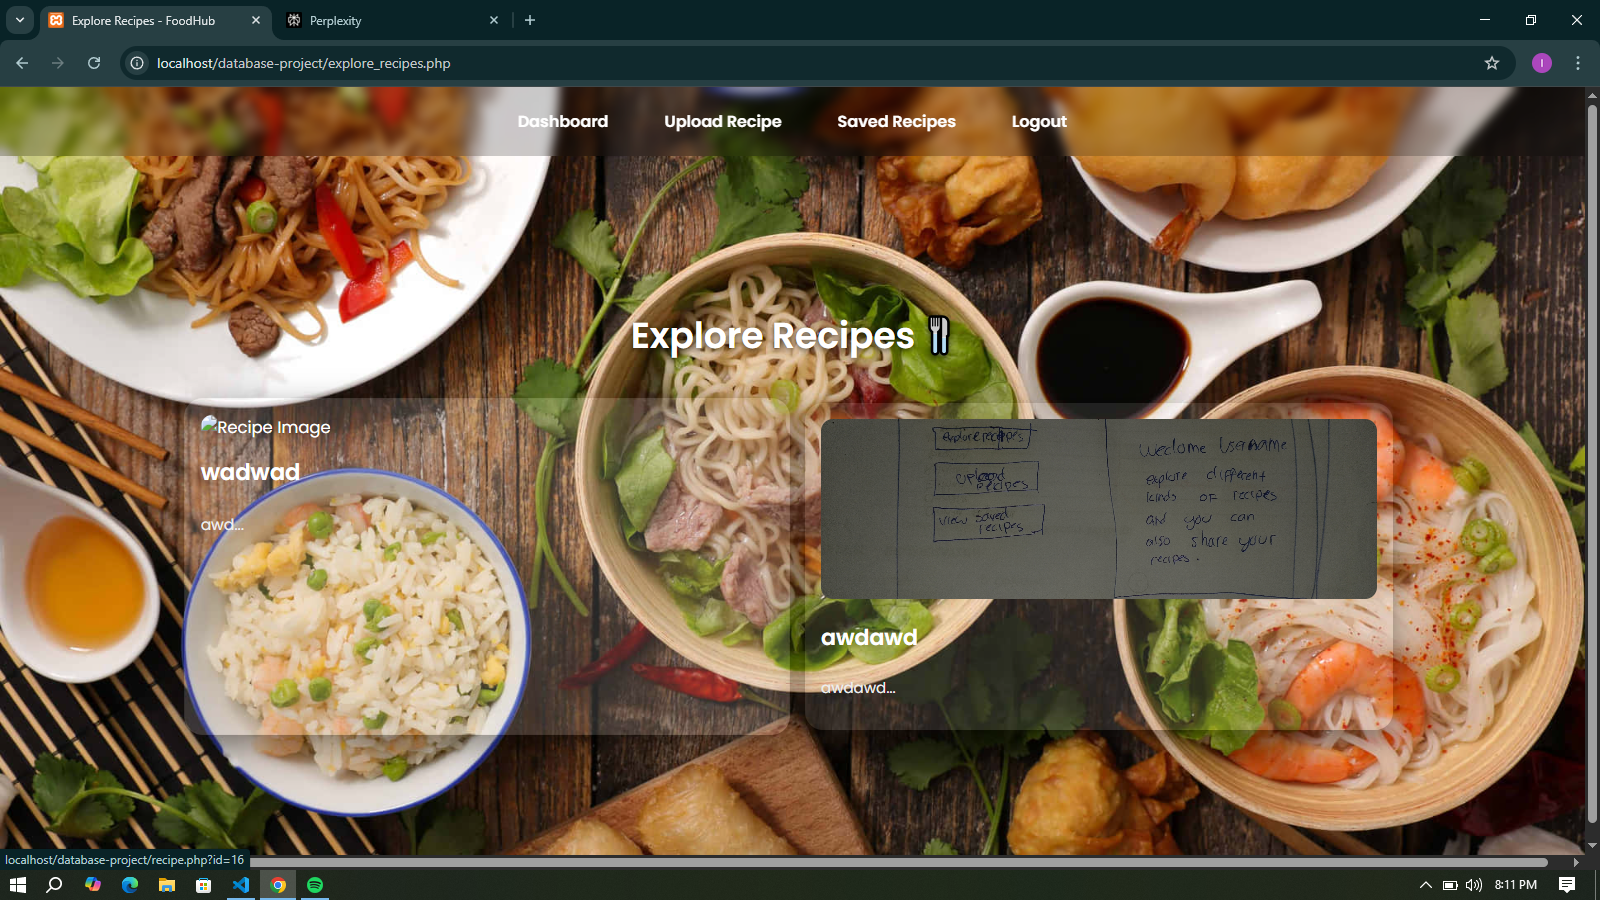 Explore Recipes - FoodHub
Perplexity
localhost/database-project/explore_recipes.php
I
Dashboard
Upload Recipe
Saved Recipes
Logout
Explore Recipes
Recipe Image
wadwad
awd...
Explore recipes
upload
recipes
view saved
recipes
Weclome Username
explore different
kinds of recipes
and you can
also share your
recipes.
awdawd
awdawd...
localhost/database-project/recipe.php?id=16
8:11 PM